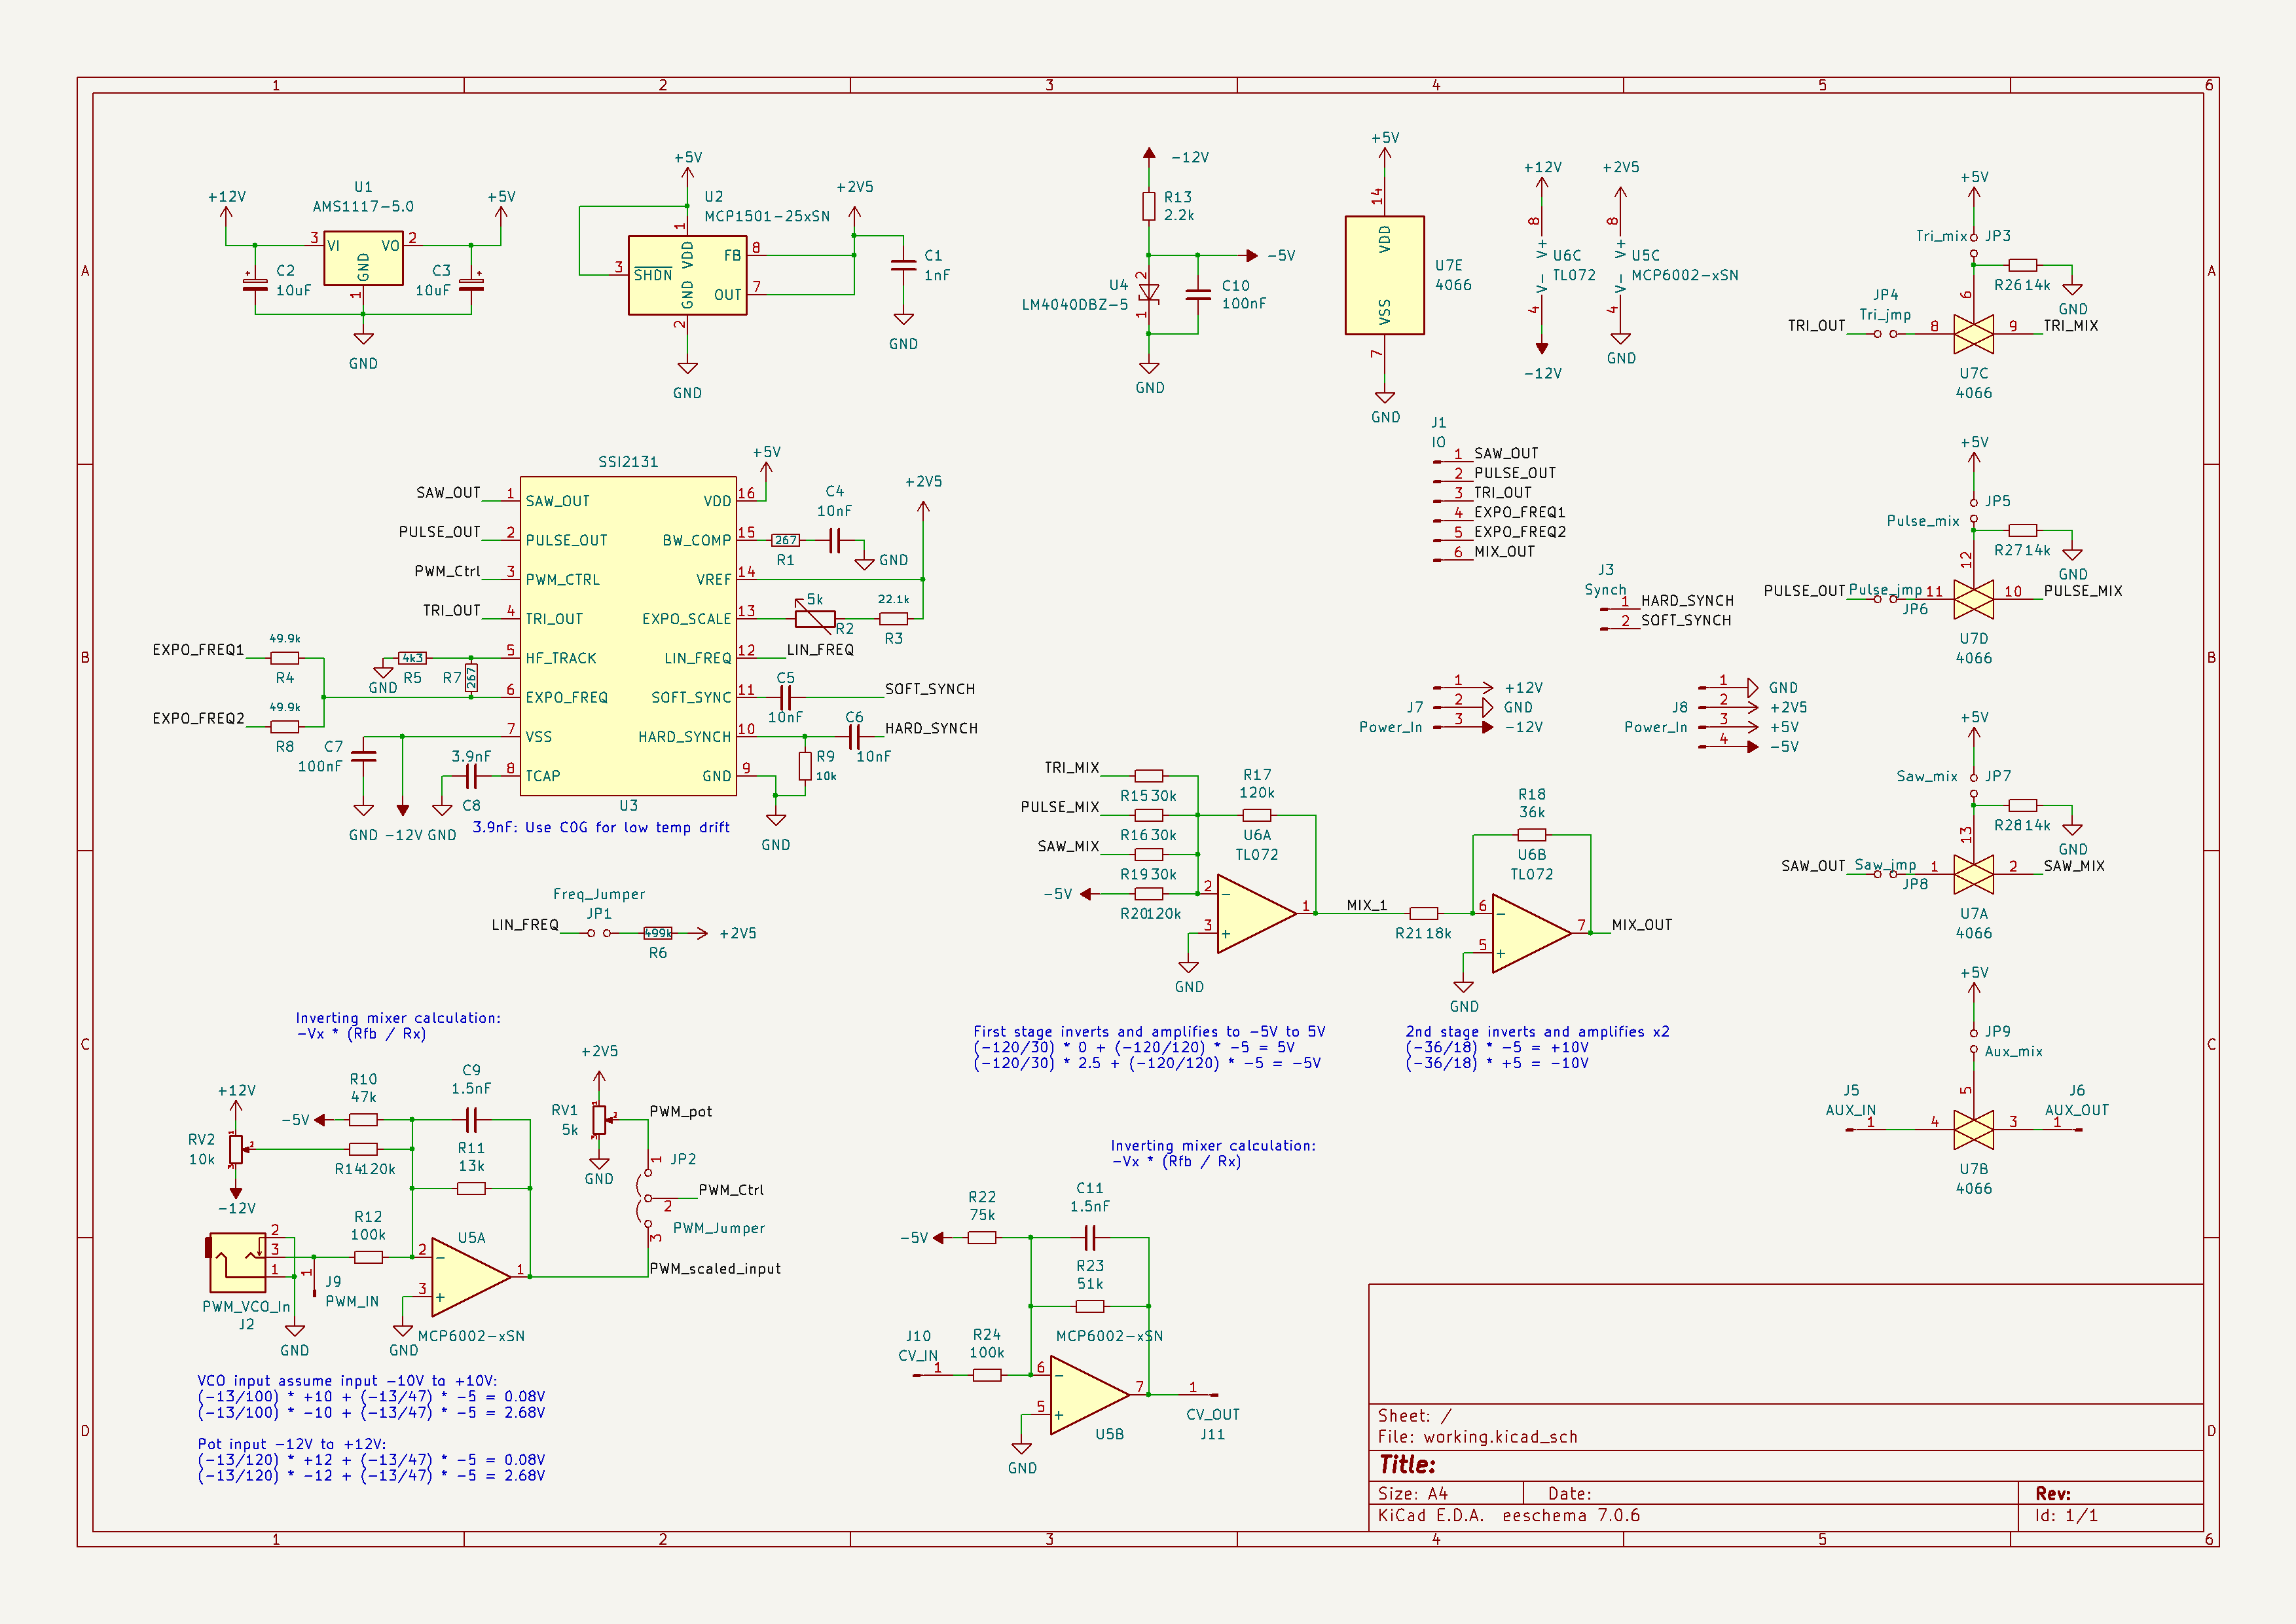 1 2 3 4 5 6
A
B
C
D
A
B
C
D
1 2 3 4 5 6
+12V
U1
AMS1117-5.0
+5V
3 VI VO 2
GND
1
C2
10uF
C3
10uF
GND
+5V
U2
MCP1501-25xSN
1
VDD
3 SHDN
FB 8
OUT 7
GND
2
GND
+2V5
C1
1nF
GND
-12V
R13
2.2k
-5V
U4
LM4040DBZ-5
2
1
C10
100nF
GND
+5V
14
VDD
U7E
4066
VSS
7
GND
+12V
8
V+
U6C
TL072
V-
4
-12V
+2V5
8
V+
U5C
MCP6002-xSN
V-
4
GND
+5V
Tri_mix JP3
R26 14k
GND
JP4
Tri_jmp
TRI_OUT 8 6 9 TRI_MIX
U7C
4066
+5V
JP5
Pulse_mix
R27 14k
GND
PULSE_OUT Pulse_jmp 11 12 10 PULSE_MIX
JP6
U7D
4066
+5V
Saw_mix JP7
R28 14k
GND
SAW_OUT Saw_jmp 1 13 2 SAW_MIX
JP8
U7A
4066
+5V
JP9
Aux_mix
J5
AUX_IN
1 4 5 3 1
J6
AUX_OUT
U7B
4066
SSI2131
SAW_OUT 1 SAW_OUT
PULSE_OUT 2 PULSE_OUT
PWM_Ctrl 3 PWM_CTRL
TRI_OUT 4 TRI_OUT
5 HF_TRACK
6 EXPO_FREQ
7 VSS
8 TCAP
VDD 16
BW_COMP 15
VREF 14
EXPO_SCALE 13
LIN_FREQ 12
SOFT_SYNC 11
HARD_SYNCH 10
GND 9
U3
+5V
C4
10nF
267
R1
GND
+2V5
5k
R2
22.1k
R3
LIN_FREQ
C5
10nF
SOFT_SYNCH
C6
10nF
HARD_SYNCH
R9
10k
GND
EXPO_FREQ1
49.9k
R4
EXPO_FREQ2
49.9k
R8
GND
4k3
R5
R7
267
C7
100nF
3.9nF
C8
GND -12V GND
3.9nF: Use C0G for low temp drift
J1
IO
1 SAW_OUT
2 PULSE_OUT
3 TRI_OUT
4 EXPO_FREQ1
5 EXPO_FREQ2
6 MIX_OUT
J3
Synch
1 HARD_SYNCH
2 SOFT_SYNCH
J7
Power_In
1 +12V
2 GND
3 -12V
J8
Power_In
1 GND
2 +2V5
3 +5V
4 -5V
TRI_MIX
R15 30k
PULSE_MIX
R16 30k
SAW_MIX
R19 30k
-5V
R20 120k
R17
120k
U6A
TL072
2
3
1
GND
MIX_1
R21 18k
R18
36k
U6B
TL072
6
5
7
MIX_OUT
GND
Freq_Jumper
JP1
LIN_FREQ
499k
R6
+2V5
First stage inverts and amplifies to -5V to 5V
(-120/30) * 0 + (-120/120) * -5 = 5V
(-120/30) * 2.5 + (-120/120) * -5 = -5V
2nd stage inverts and amplifies x2
(-36/18) * -5 = +10V
(-36/18) * +5 = -10V
Inverting mixer calculation:
-Vx * (Rfb / Rx)
+12V
RV2
10k
1
2
3
-12V
-5V
R10
47k
R14 120k
C9
1.5nF
R11
13k
R12
100k
U5A
2
3
1
MCP6002-xSN
GND
2
3
1
PWM_VCO_In
J2
1
J9
PWM_IN
GND
+2V5
RV1
5k
1
2
3
GND
PWM_pot
1
JP2
2
PWM_Ctrl
3
PWM_Jumper
PWM_scaled_input
VCO input assume input -10V to +10V:
(-13/100) * +10 + (-13/47) * -5 = 0.08V
(-13/100) * -10 + (-13/47) * -5 = 2.68V
Pot input -12V to +12V:
(-13/120) * +12 + (-13/47) * -5 = 0.08V
(-13/120) * -12 + (-13/47) * -5 = 2.68V
Inverting mixer calculation:
-Vx * (Rfb / Rx)
-5V
R22
75k
C11
1.5nF
R23
51k
MCP6002-xSN
J10
CV_IN
1
R24
100k
6
5
7
1
CV_OUT
J11
U5B
GND
Sheet: /
File: working.kicad_sch
Title:
Size: A4 Date: Rev:
KiCad E.D.A. eeschema 7.0.6 Id: 1/1